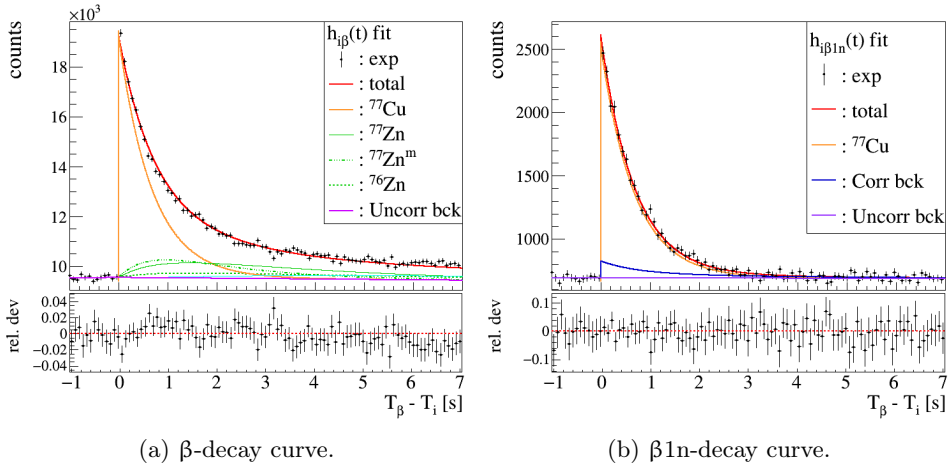 ×10³
h_iβ(t) fit
: exp
: total
: ⁷⁷Cu
: ⁷⁷Zn
: ⁷⁷Znᵐ
: ⁷⁶Zn
: Uncorr bck
counts
18
16
14
12
10
rel. dev
0.04
0.02
0
−0.02
−0.04
−1 0 1 2 3 4 5 6 7
T_β - T_i [s]
(a) β-decay curve.
h_iβ1n(t) fit
: exp
: total
: ⁷⁷Cu
: Corr bck
: Uncorr bck
counts
2500
2000
1500
1000
rel. dev
0.1
0
−0.1
−1 0 1 2 3 4 5 6 7
T_β - T_i [s]
(b) β1n-decay curve.